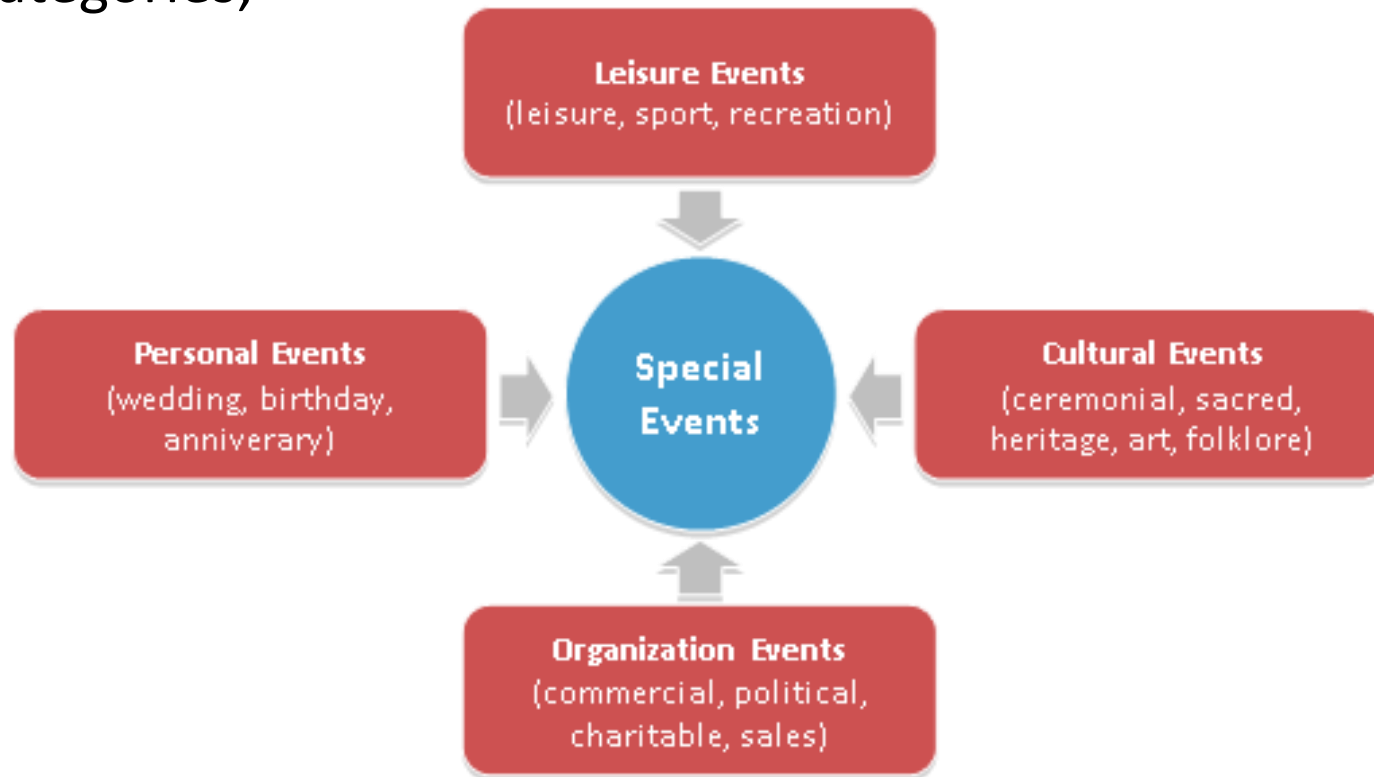 ategories)
Leisure Events
(leisure, sport, recreation)
Personal Events
(wedding, birthday,
anniverary)
Special
Events
Cultural Events
(ceremonial, sacred,
heritage, art, folklore)
Organization Events
(commercial, political,
charitable, sales)